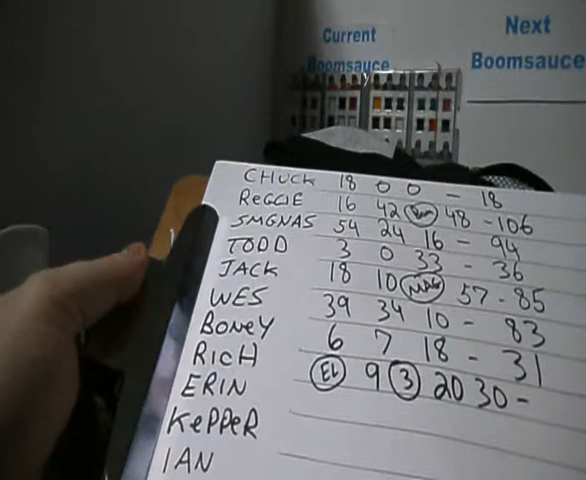 Current
Boomsauce
Next
Boomsauce
CHUCK 18 0 0 - 18
REGGIE 16 42 48 - 106
SMGNAS 54 24 16 - 94
TODD 3 0 33 - 36
JACK 18 10 57 - 85
WES 39 34 10 - 83
BONEY 6 7 18 - 31
RICH EL 9 3 20 30 -
ERIN
KePPeR
IAN